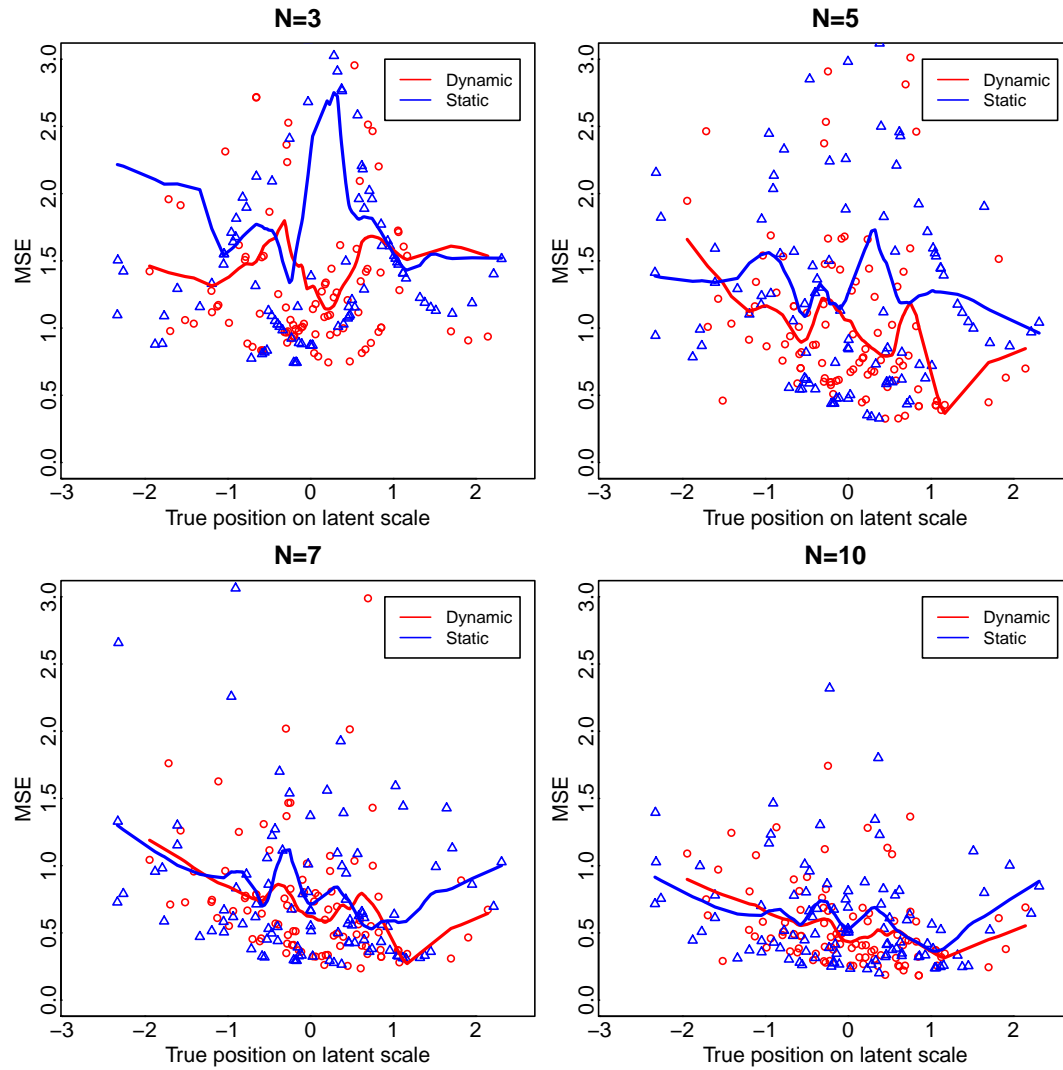 N=3
Dynamic
Static
MSE
0.0 0.5 1.0 1.5 2.0 2.5 3.0
−3 −2 −1 0 1 2
True position on latent scale
N=5
Dynamic
Static
MSE
0.0 0.5 1.0 1.5 2.0 2.5 3.0
−3 −2 −1 0 1 2
True position on latent scale
N=7
Dynamic
Static
MSE
0.0 0.5 1.0 1.5 2.0 2.5 3.0
−3 −2 −1 0 1 2
True position on latent scale
N=10
Dynamic
Static
MSE
0.0 0.5 1.0 1.5 2.0 2.5 3.0
−3 −2 −1 0 1 2
True position on latent scale